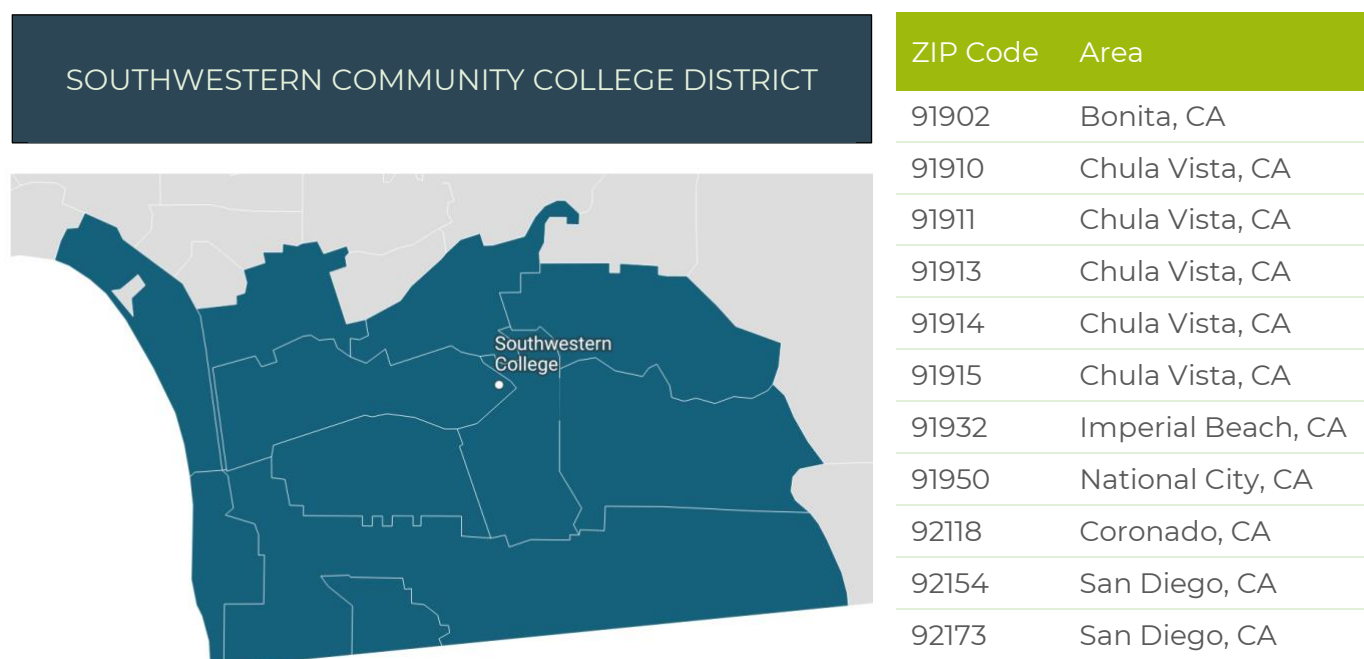 SOUTHWESTERN COMMUNITY COLLEGE DISTRICT
Southwestern
College
ZIP Code Area
91902 Bonita, CA
91910 Chula Vista, CA
91911 Chula Vista, CA
91913 Chula Vista, CA
91914 Chula Vista, CA
91915 Chula Vista, CA
91932 Imperial Beach, CA
91950 National City, CA
92118 Coronado, CA
92154 San Diego, CA
92173 San Diego, CA